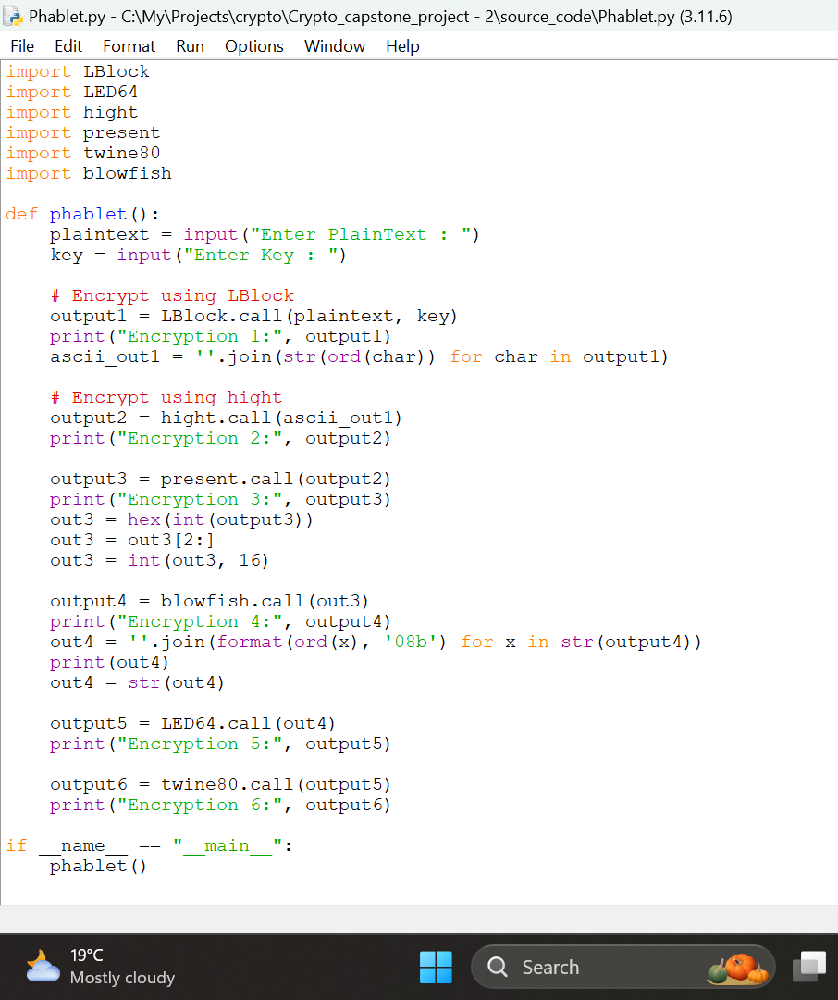 Phablet.py - C:\My\Projects\crypto\Crypto_capstone_project - 2\source_code\Phablet.py (3.11.6)
File Edit Format Run Options Window Help
import LBlock
import LED64
import hight
import present
import twine80
import blowfish

def phablet():
    plaintext = input("Enter PlainText : ")
    key = input("Enter Key : ")

    # Encrypt using LBlock
    output1 = LBlock.call(plaintext, key)
    print("Encryption 1:", output1)
    ascii_out1 = ''.join(str(ord(char)) for char in output1)

    # Encrypt using hight
    output2 = hight.call(ascii_out1)
    print("Encryption 2:", output2)

    output3 = present.call(output2)
    print("Encryption 3:", output3)
    out3 = hex(int(output3))
    out3 = out3[2:]
    out3 = int(out3, 16)

    output4 = blowfish.call(out3)
    print("Encryption 4:", output4)
    out4 = ''.join(format(ord(x), '08b') for x in str(output4))
    print(out4)
    out4 = str(out4)

    output5 = LED64.call(out4)
    print("Encryption 5:", output5)

    output6 = twine80.call(output5)
    print("Encryption 6:", output6)

if __name__ == "__main__":
    phablet()
19°C
Mostly cloudy
Search